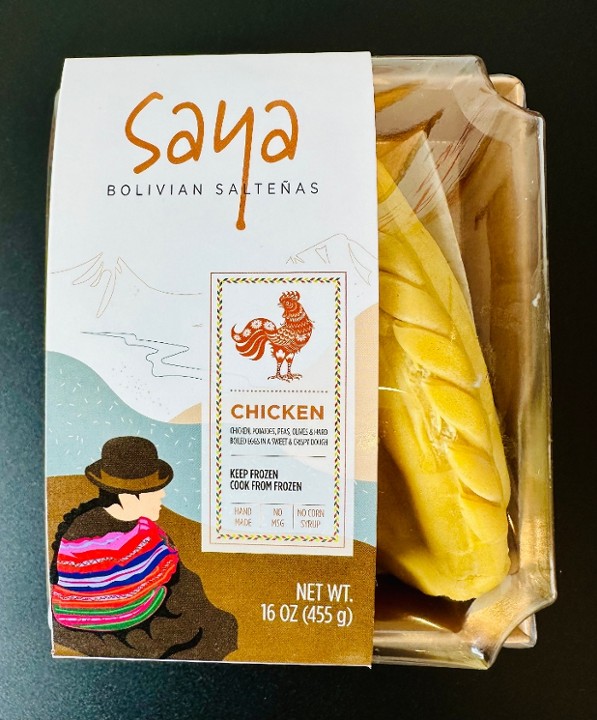 saya
BOLIVIAN SALTEÑAS
CHICKEN
CHICKEN, POTATOES, PEAS, OLIVES & HARD
BOILED EGGS IN A SWEET & CRISPY DOUGH
KEEP FROZEN
COOK FROM FROZEN
HAND MADE
NO MSG
NO CORN SYRUP
NET WT.
16 OZ (455 g)